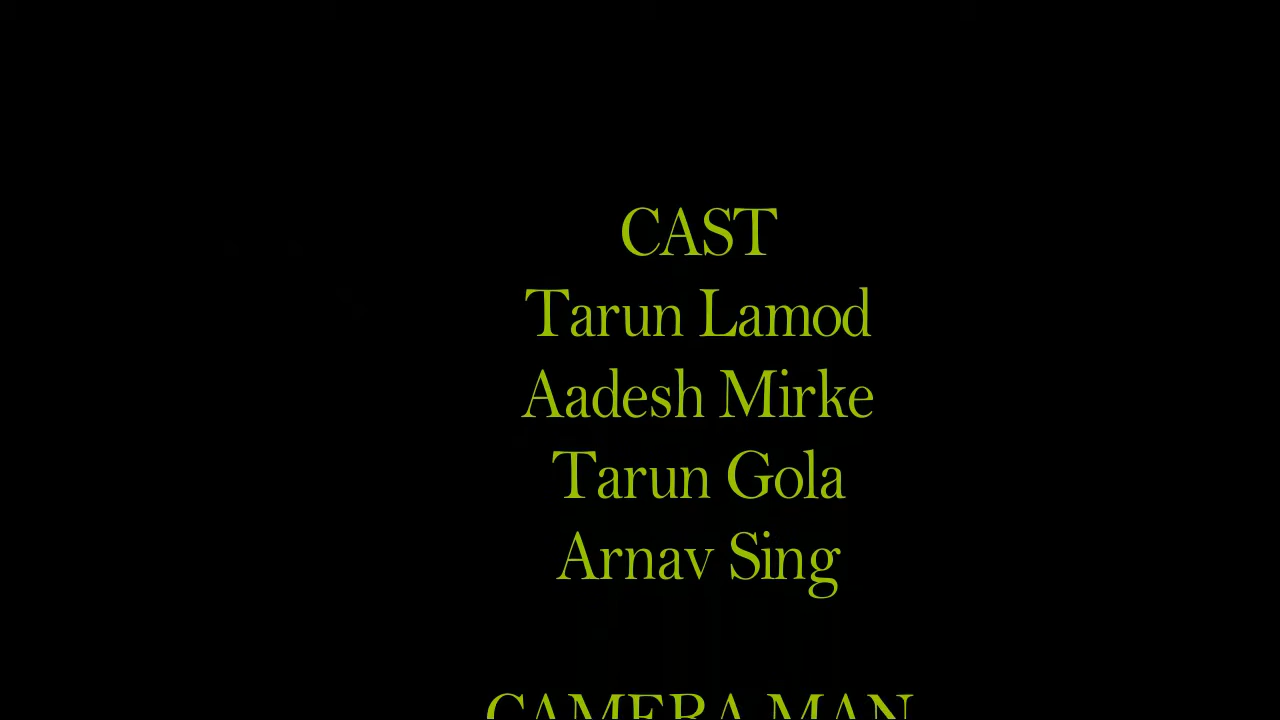 CAST
Tarun Lamod
Aadesh Mirke
Tarun Gola
Arnav Sing
CAMERA MAN